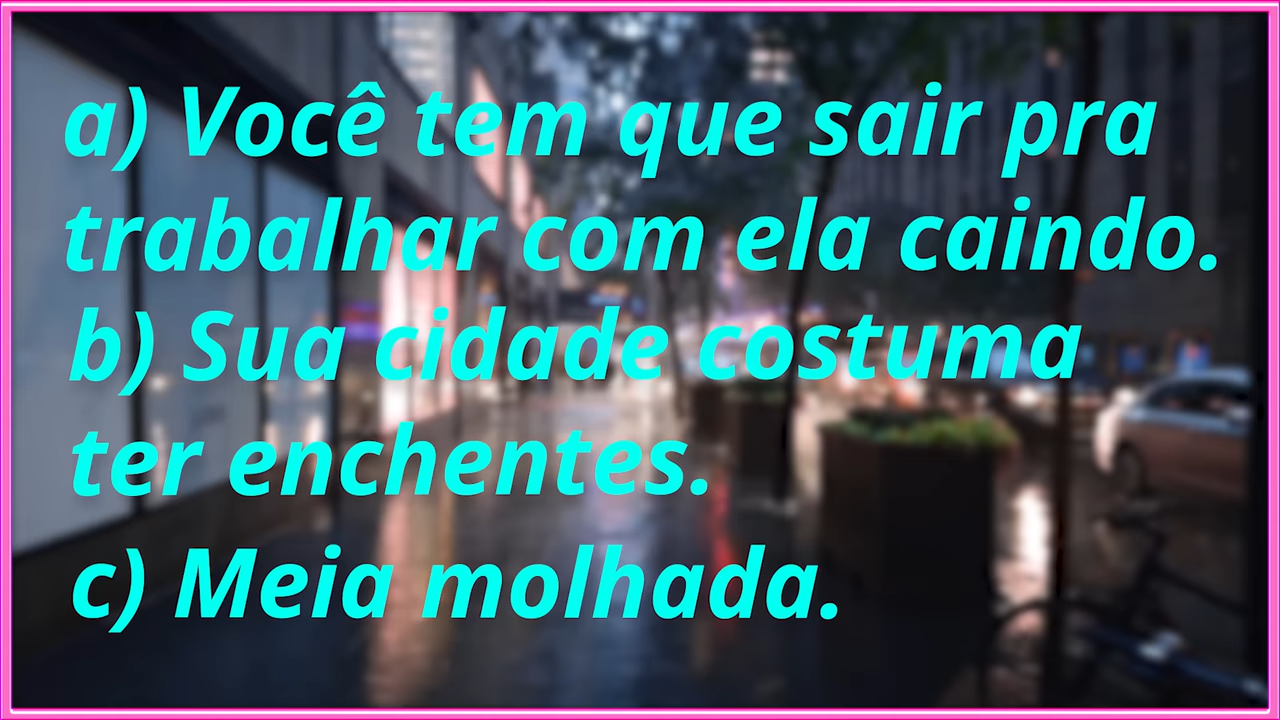 a) Você tem que sair pra
trabalhar com ela caindo.
b) Sua cidade costuma
ter enchentes.
c) Meia molhada.